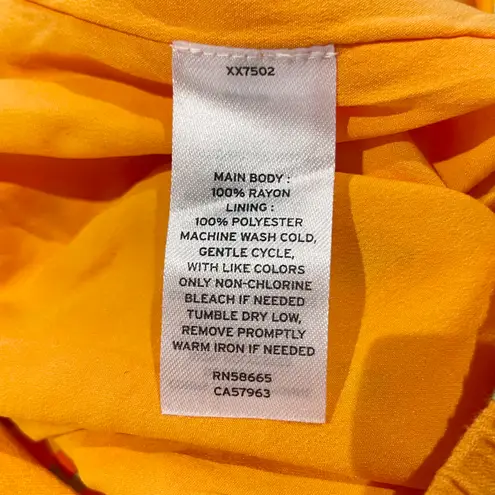 XX7502
MAIN BODY :
100% RAYON
LINING :
100% POLYESTER
MACHINE WASH COLD,
GENTLE CYCLE,
WITH LIKE COLORS
ONLY NON-CHLORINE
BLEACH IF NEEDED
TUMBLE DRY LOW,
REMOVE PROMPTLY
WARM IRON IF NEEDED
RN58665
CA57963